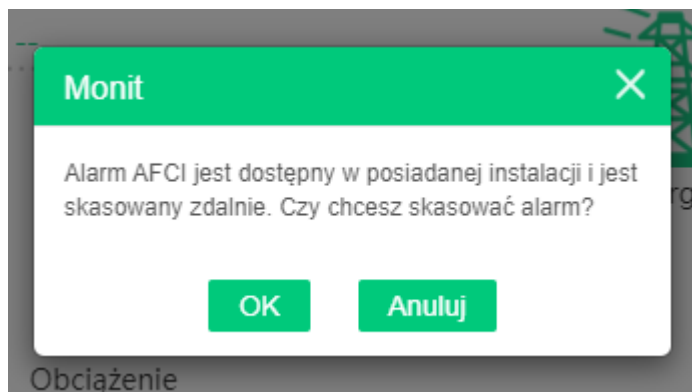 Monit
Alarm AFCI jest dostępny w posiadanej instalacji i jest
skasowany zdalnie. Czy chcesz skasować alarm?
OK
Anuluj
Obciążenie